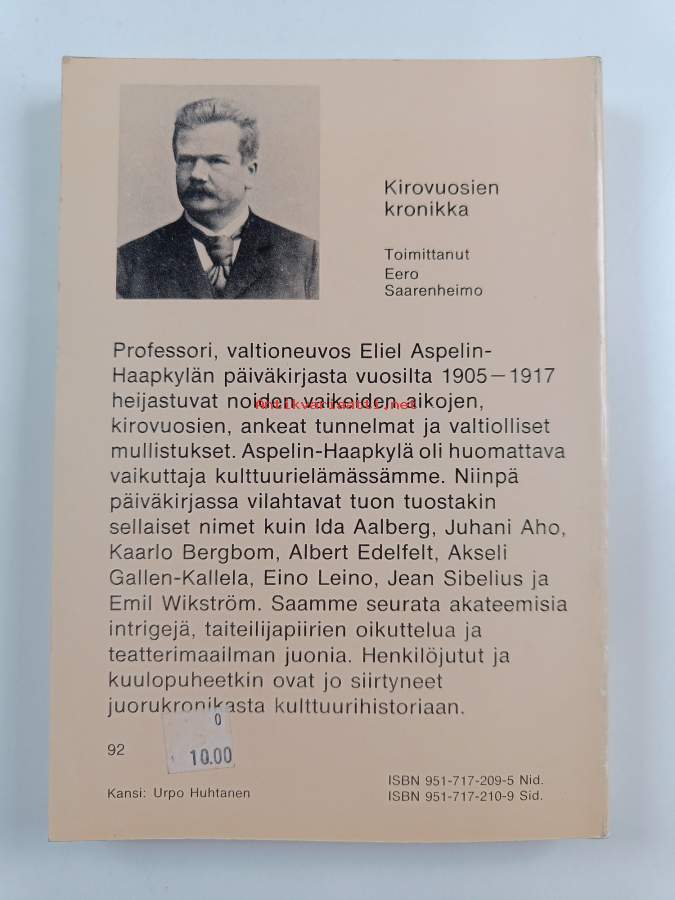 Kirovuosien
kronikka
Toimittanut
Eero
Saarenheimo
Professori, valtioneuvos Eliel Aspelin-
Haapkylän päiväkirjasta vuosilta 1905–1917
heijastuvat noiden vaikeiden aikojen,
Antikvariaatti.net
kirovuosien, ankeat tunnelmat ja valtiolliset
mullistukset. Aspelin-Haapkylä oli huomattava
vaikuttaja kulttuurielämässämme. Niinpä
päiväkirjassa vilahtavat tuon tuostakin
sellaiset nimet kuin Ida Aalberg, Juhani Aho,
Kaarlo Bergbom, Albert Edelfelt, Akseli
Gallen-Kallela, Eino Leino, Jean Sibelius ja
Emil Wikström. Saamme seurata akateemisia
intrigejä, taiteilijapiirien oikuttelua ja
teatterimaailman juonia. Henkilöjutut ja
kuulopuheetkin ovat jo siirtyneet
juorukronikasta kulttuurihistoriaan.
0
10.00
92
Kansi: Urpo Huhtanen
ISBN 951-717-209-5 Nid.
ISBN 951-717-210-9 Sid.